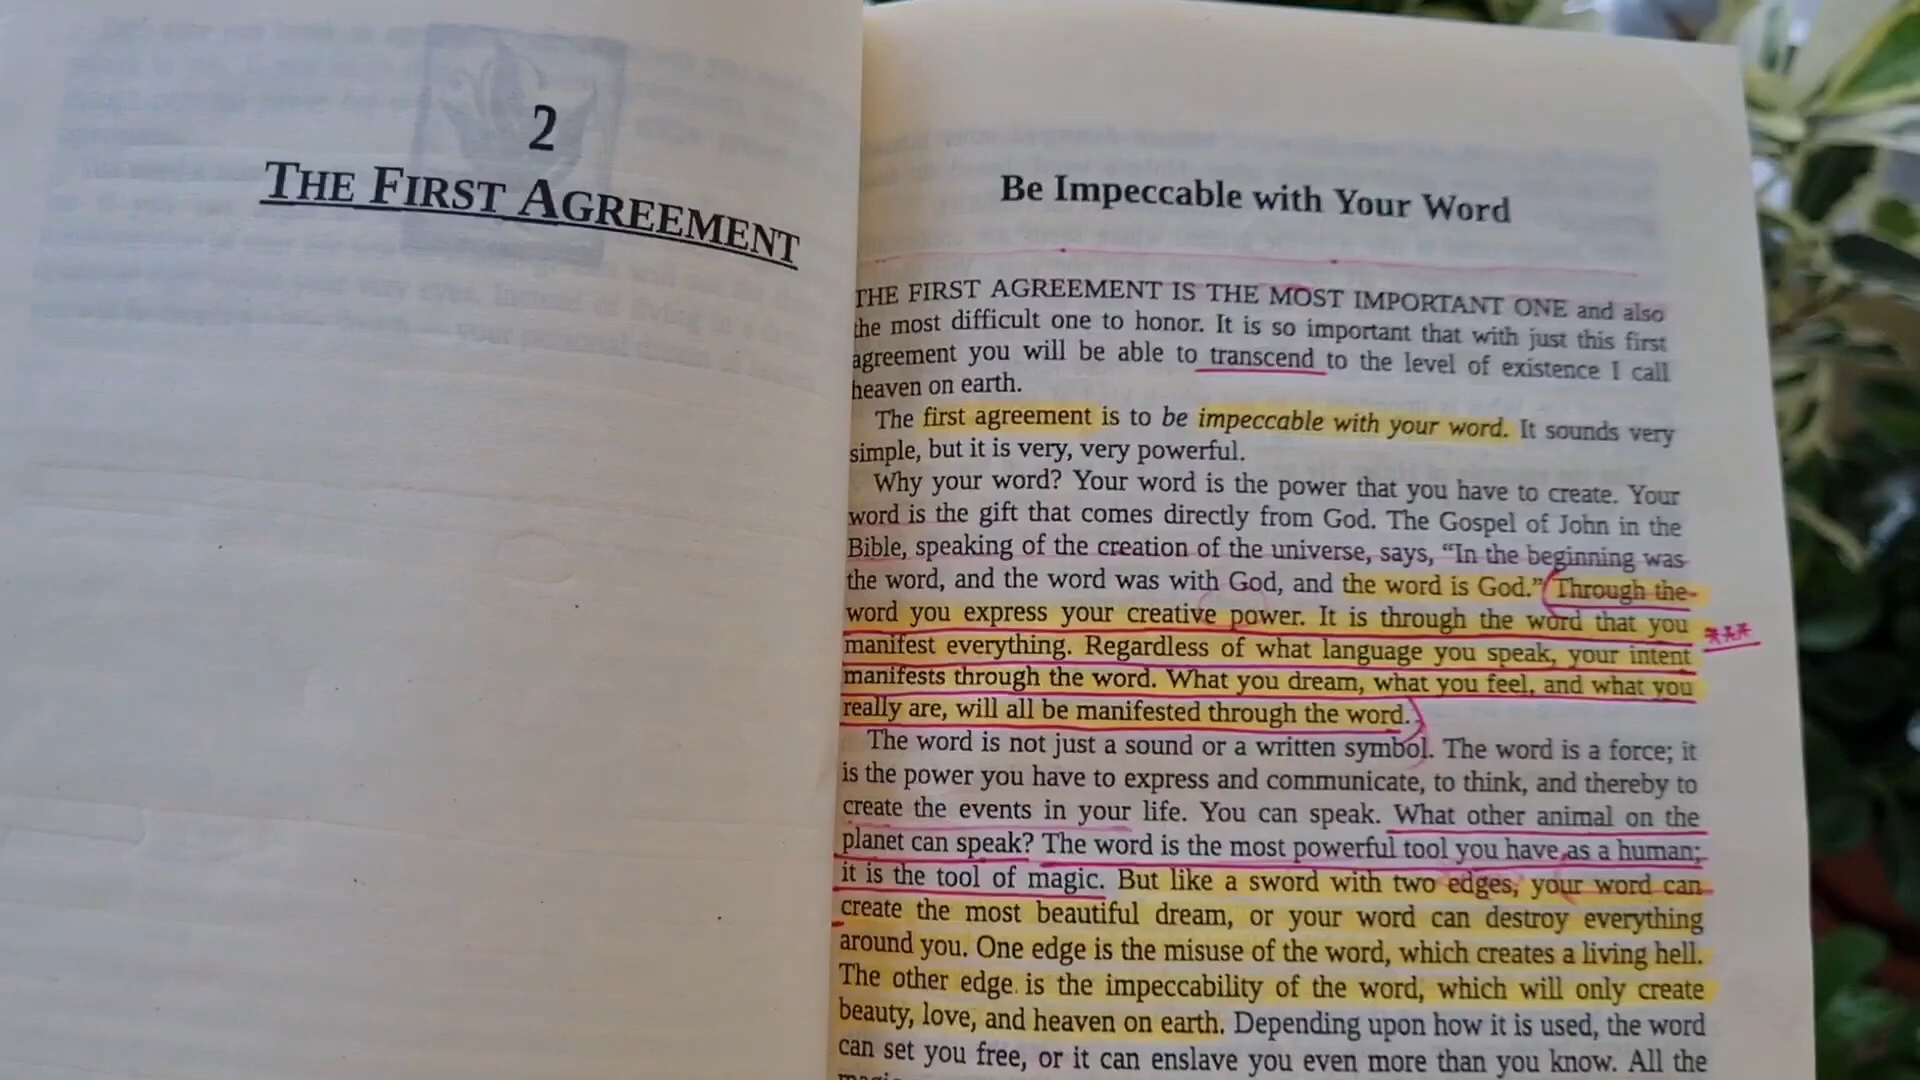 2
THE FIRST AGREEMENT
Be Impeccable with Your Word
THE FIRST AGREEMENT IS THE MOST IMPORTANT ONE and also
the most difficult one to honor. It is so important that with just this first
agreement you will be able to transcend to the level of existence I call
heaven on earth.
The first agreement is to be impeccable with your word. It sounds very
simple, but it is very, very powerful.
Why your word? Your word is the power that you have to create. Your
word is the gift that comes directly from God. The Gospel of John in the
Bible, speaking of the creation of the universe, says, “In the beginning was
the word, and the word was with God, and the word is God.” Through the
word you express your creative power. It is through the word that you
manifest everything. Regardless of what language you speak, your intent
manifests through the word. What you dream, what you feel, and what you
really are, will all be manifested through the word.
The word is not just a sound or a written symbol. The word is a force; it
is the power you have to express and communicate, to think, and thereby to
create the events in your life. You can speak. What other animal on the
planet can speak? The word is the most powerful tool you have as a human;
it is the tool of magic. But like a sword with two edges, your word can
create the most beautiful dream, or your word can destroy everything
around you. One edge is the misuse of the word, which creates a living hell.
The other edge is the impeccability of the word, which will only create
beauty, love, and heaven on earth. Depending upon how it is used, the word
can set you free, or it can enslave you even more than you know. All the